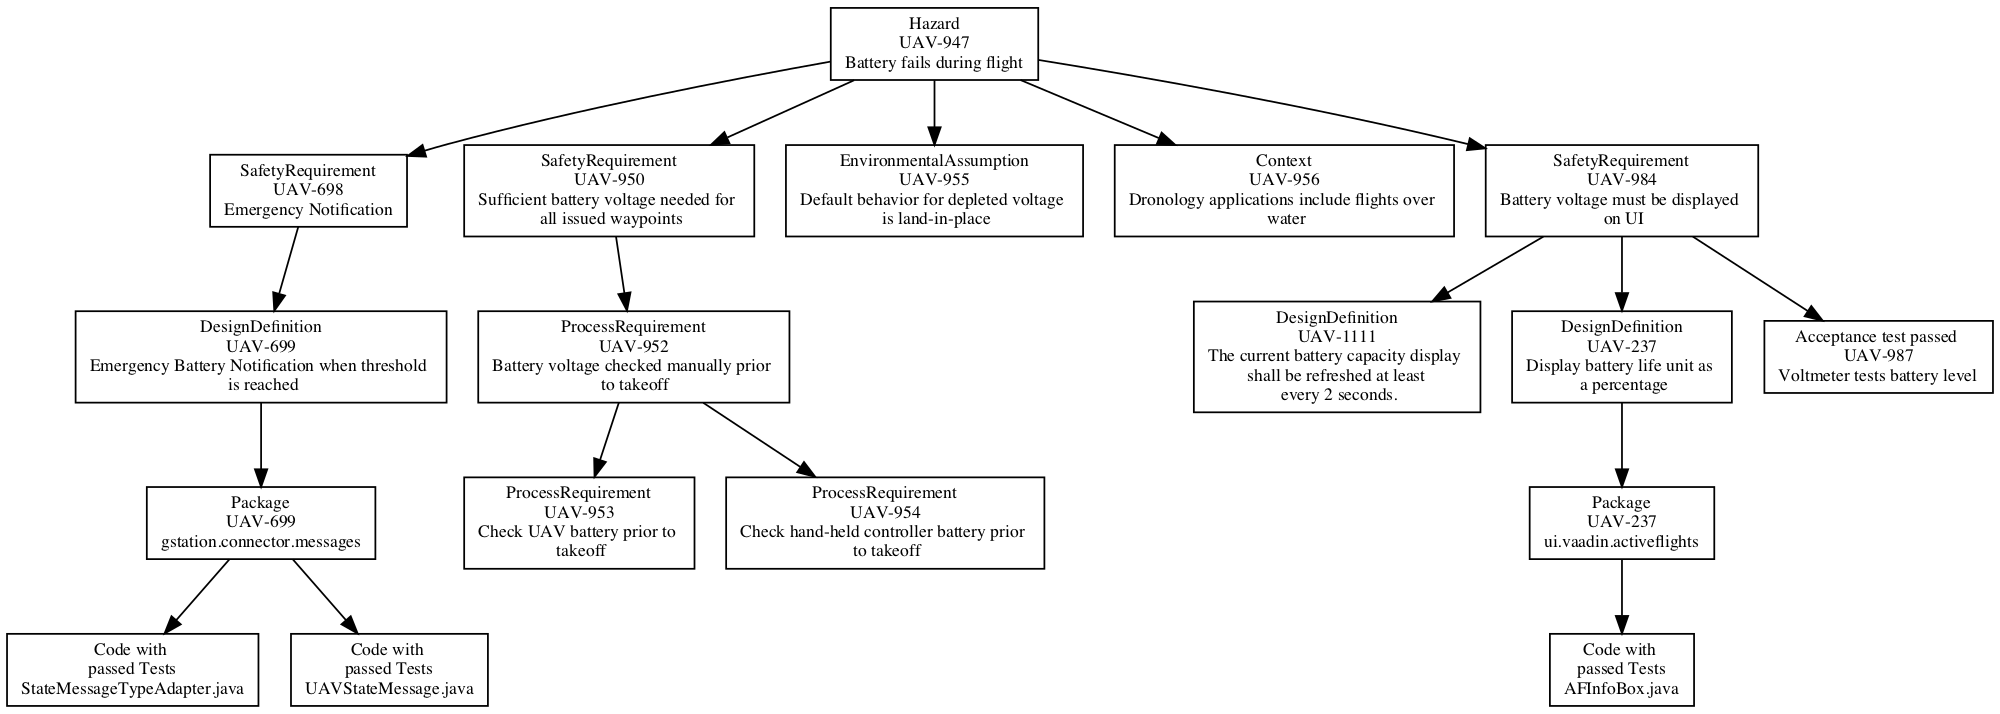 Hazard
UAV-947
Battery fails during flight
SafetyRequirement
UAV-698
Emergency Notification
SafetyRequirement
UAV-950
Sufficient battery voltage needed for
all issued waypoints
EnvironmentalAssumption
UAV-955
Default behavior for depleted voltage
is land-in-place
Context
UAV-956
Dronology applications include flights over
water
SafetyRequirement
UAV-984
Battery voltage must be displayed
on UI
DesignDefinition
UAV-699
Emergency Battery Notification when threshold
is reached
ProcessRequirement
UAV-952
Battery voltage checked manually prior
to takeoff
DesignDefinition
UAV-1111
The current battery capacity display
shall be refreshed at least
every 2 seconds.
DesignDefinition
UAV-237
Display battery life unit as
a percentage
Acceptance test passed
UAV-987
Voltmeter tests battery level
Package
UAV-699
gstation.connector.messages
ProcessRequirement
UAV-953
Check UAV battery prior to
takeoff
ProcessRequirement
UAV-954
Check hand-held controller battery prior
to takeoff
Package
UAV-237
ui.vaadin.activeflights
Code with
passed Tests
StateMessageTypeAdapter.java
Code with
passed Tests
UAVStateMessage.java
Code with
passed Tests
AFInfoBox.java